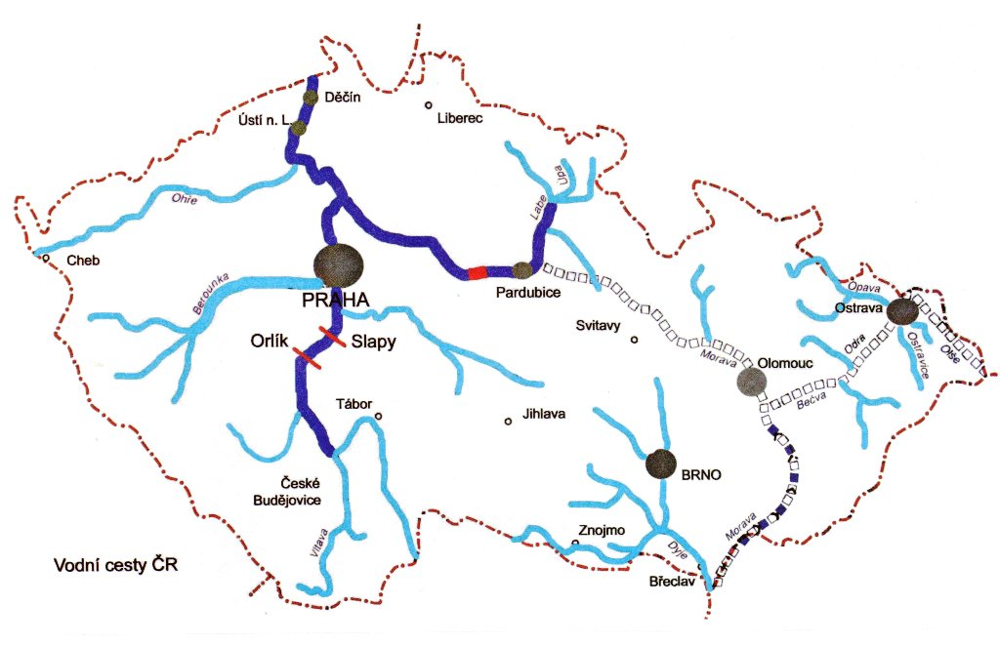 Děčín
Ústí n. L.
Liberec
Ohře
Labe
Úpa
Cheb
Berounka
PRAHA
Pardubice
Opava
Ostrava
Orlík
Slapy
Svitavy
Morava
Odra
Ostravice
Olše
Olomouc
Bečva
Tábor
Jihlava
České
Budějovice
BRNO
Vltava
Znojmo
Dyje
Morava
Vodní cesty ČR
Břeclav